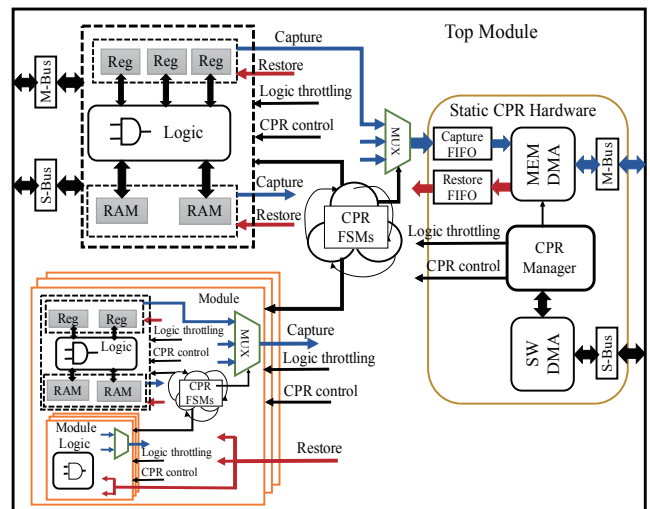 Top Module
M-Bus
S-Bus
Reg
Reg
Reg
Logic
RAM
RAM
Capture
Restore
Logic throttling
CPR control
Capture
Restore
MUX
CPR
FSMs
Static CPR Hardware
Capture
FIFO
Restore
FIFO
MEM
DMA
M-Bus
Logic throttling
CPR control
CPR
Manager
SW
DMA
S-Bus
Module
Reg
Reg
Logic
RAM
RAM
Logic throttling
CPR control
MUX
Capture
Logic throttling
CPR control
CPR
FSMs
Module
Logic
Logic throttling
CPR control
Restore